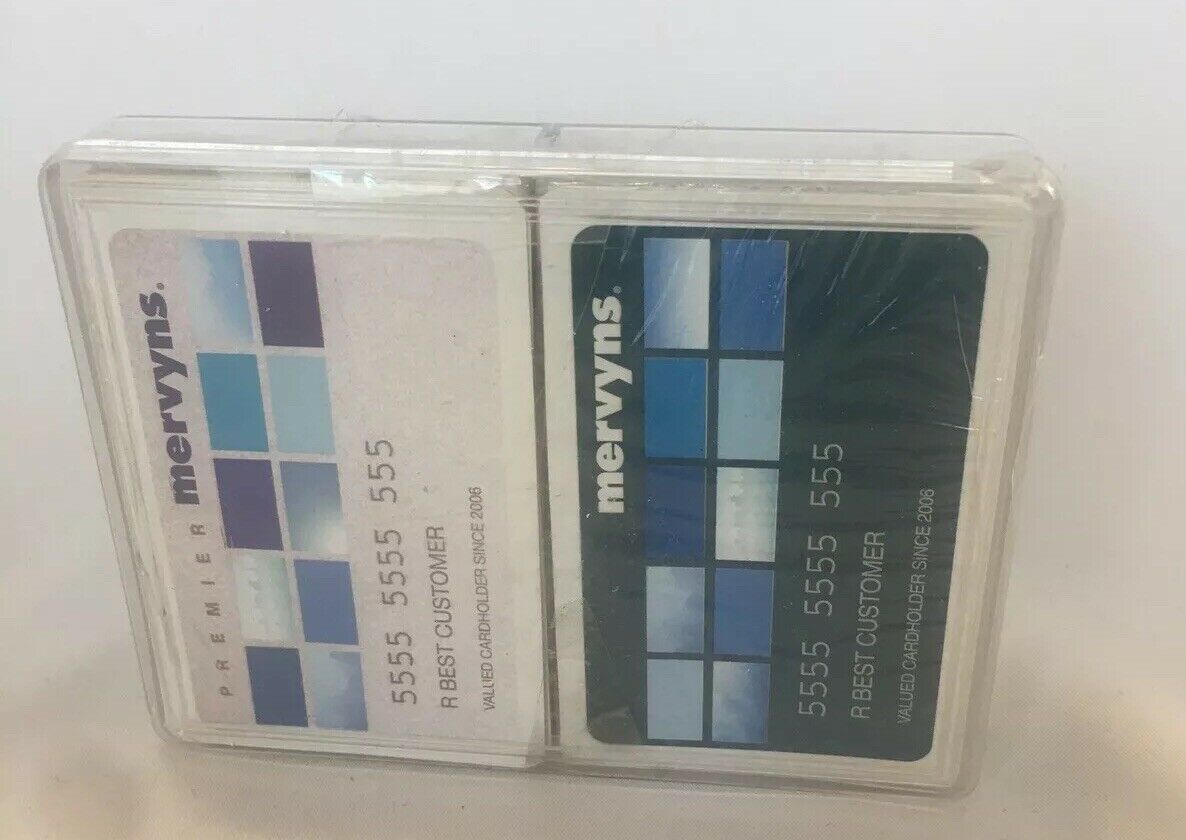 PREMIER mervyns.
5555 5555 555
R BEST CUSTOMER
VALUED CARDHOLDER SINCE 2006
mervyns.®
5555 5555 555
R BEST CUSTOMER
VALUED CARDHOLDER SINCE 2006